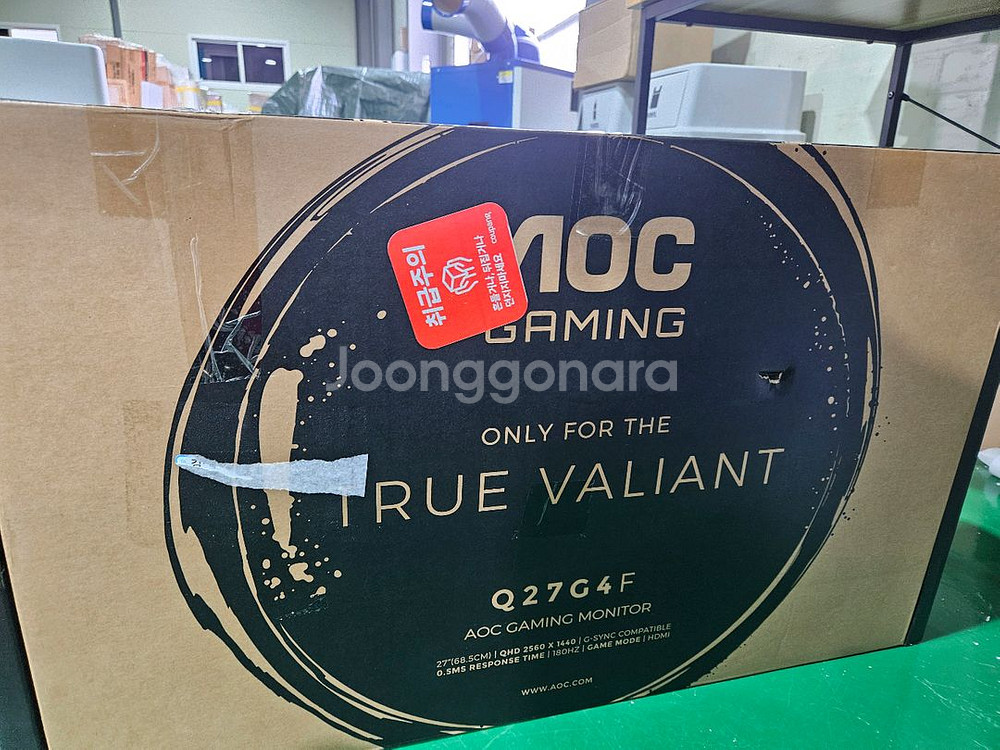 AOC
GAMING
취급주의
흔들거나, 뒤집거나
던지지마세요
coupang
Joonggonara
ONLY FOR THE
TRUE VALIANT
Q27G4F
AOC GAMING MONITOR
27"(68.5CM) | QHD 2560 X 1440 | G-SYNC COMPATIBLE
0.5MS RESPONSE TIME | 180HZ | GAME MODE | HDMI
WWW.AOC.COM